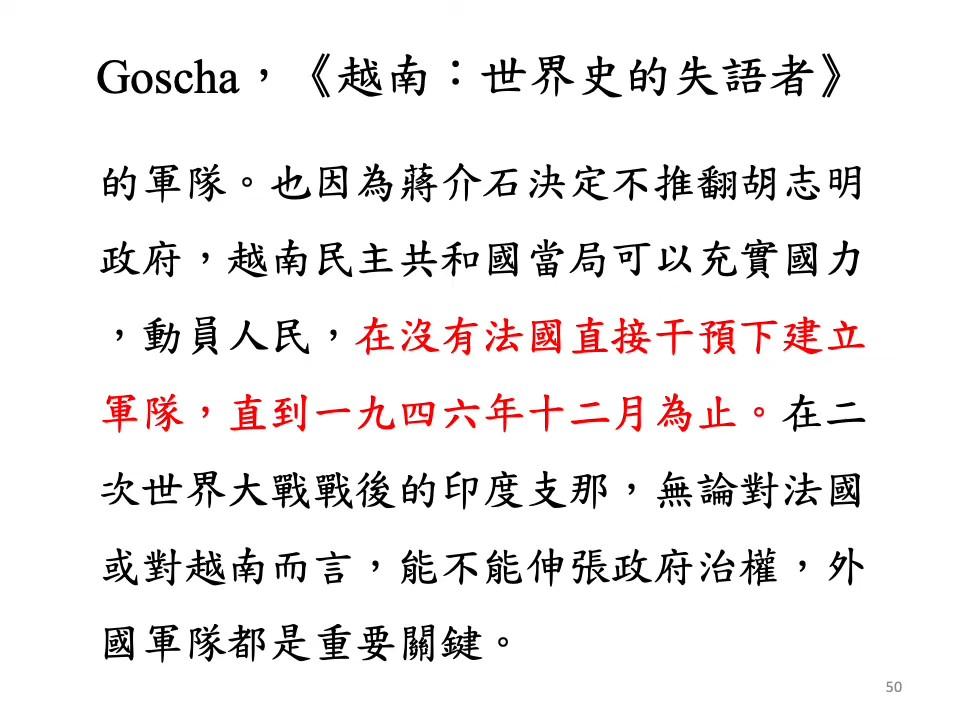 Goscha，《越南：世界史的失語者》
的軍隊。也因為蔣介石決定不推翻胡志明
政府，越南民主共和國當局可以充實國力
，動員人民，在沒有法國直接干預下建立
軍隊，直到一九四六年十二月為止。在二
次世界大戰戰後的印度支那，無論對法國
或對越南而言，能不能伸張政府治權，外
國軍隊都是重要關鍵。
50